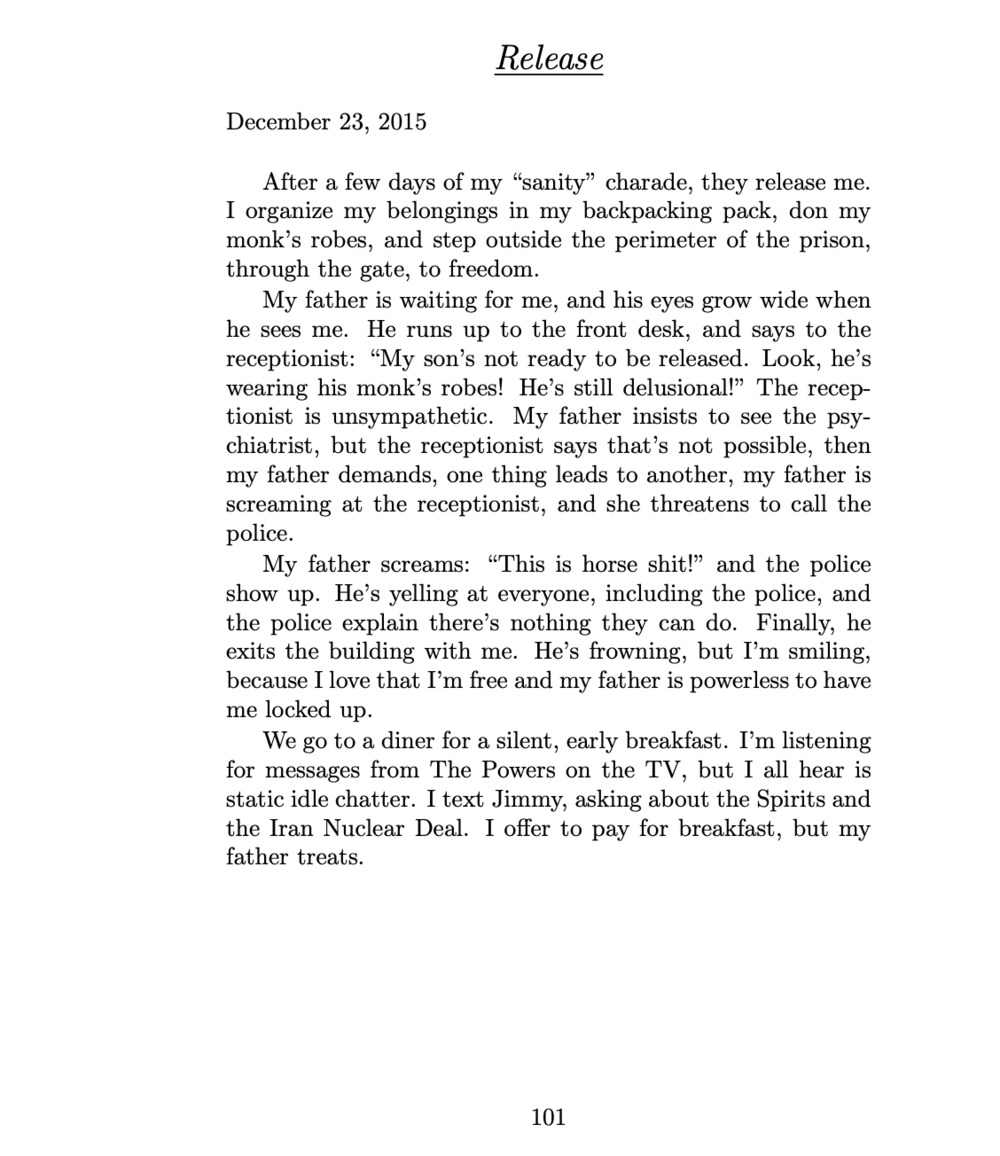 Release
December 23, 2015
After a few days of my “sanity” charade, they release me.
I organize my belongings in my backpacking pack, don my
monk’s robes, and step outside the perimeter of the prison,
through the gate, to freedom.
My father is waiting for me, and his eyes grow wide when
he sees me. He runs up to the front desk, and says to the
receptionist: “My son’s not ready to be released. Look, he’s
wearing his monk’s robes! He’s still delusional!” The recep-
tionist is unsympathetic. My father insists to see the psy-
chiatrist, but the receptionist says that’s not possible, then
my father demands, one thing leads to another, my father is
screaming at the receptionist, and she threatens to call the
police.
My father screams: “This is horse shit!” and the police
show up. He’s yelling at everyone, including the police, and
the police explain there’s nothing they can do. Finally, he
exits the building with me. He’s frowning, but I’m smiling,
because I love that I’m free and my father is powerless to have
me locked up.
We go to a diner for a silent, early breakfast. I’m listening
for messages from The Powers on the TV, but I all hear is
static idle chatter. I text Jimmy, asking about the Spirits and
the Iran Nuclear Deal. I offer to pay for breakfast, but my
father treats.
101